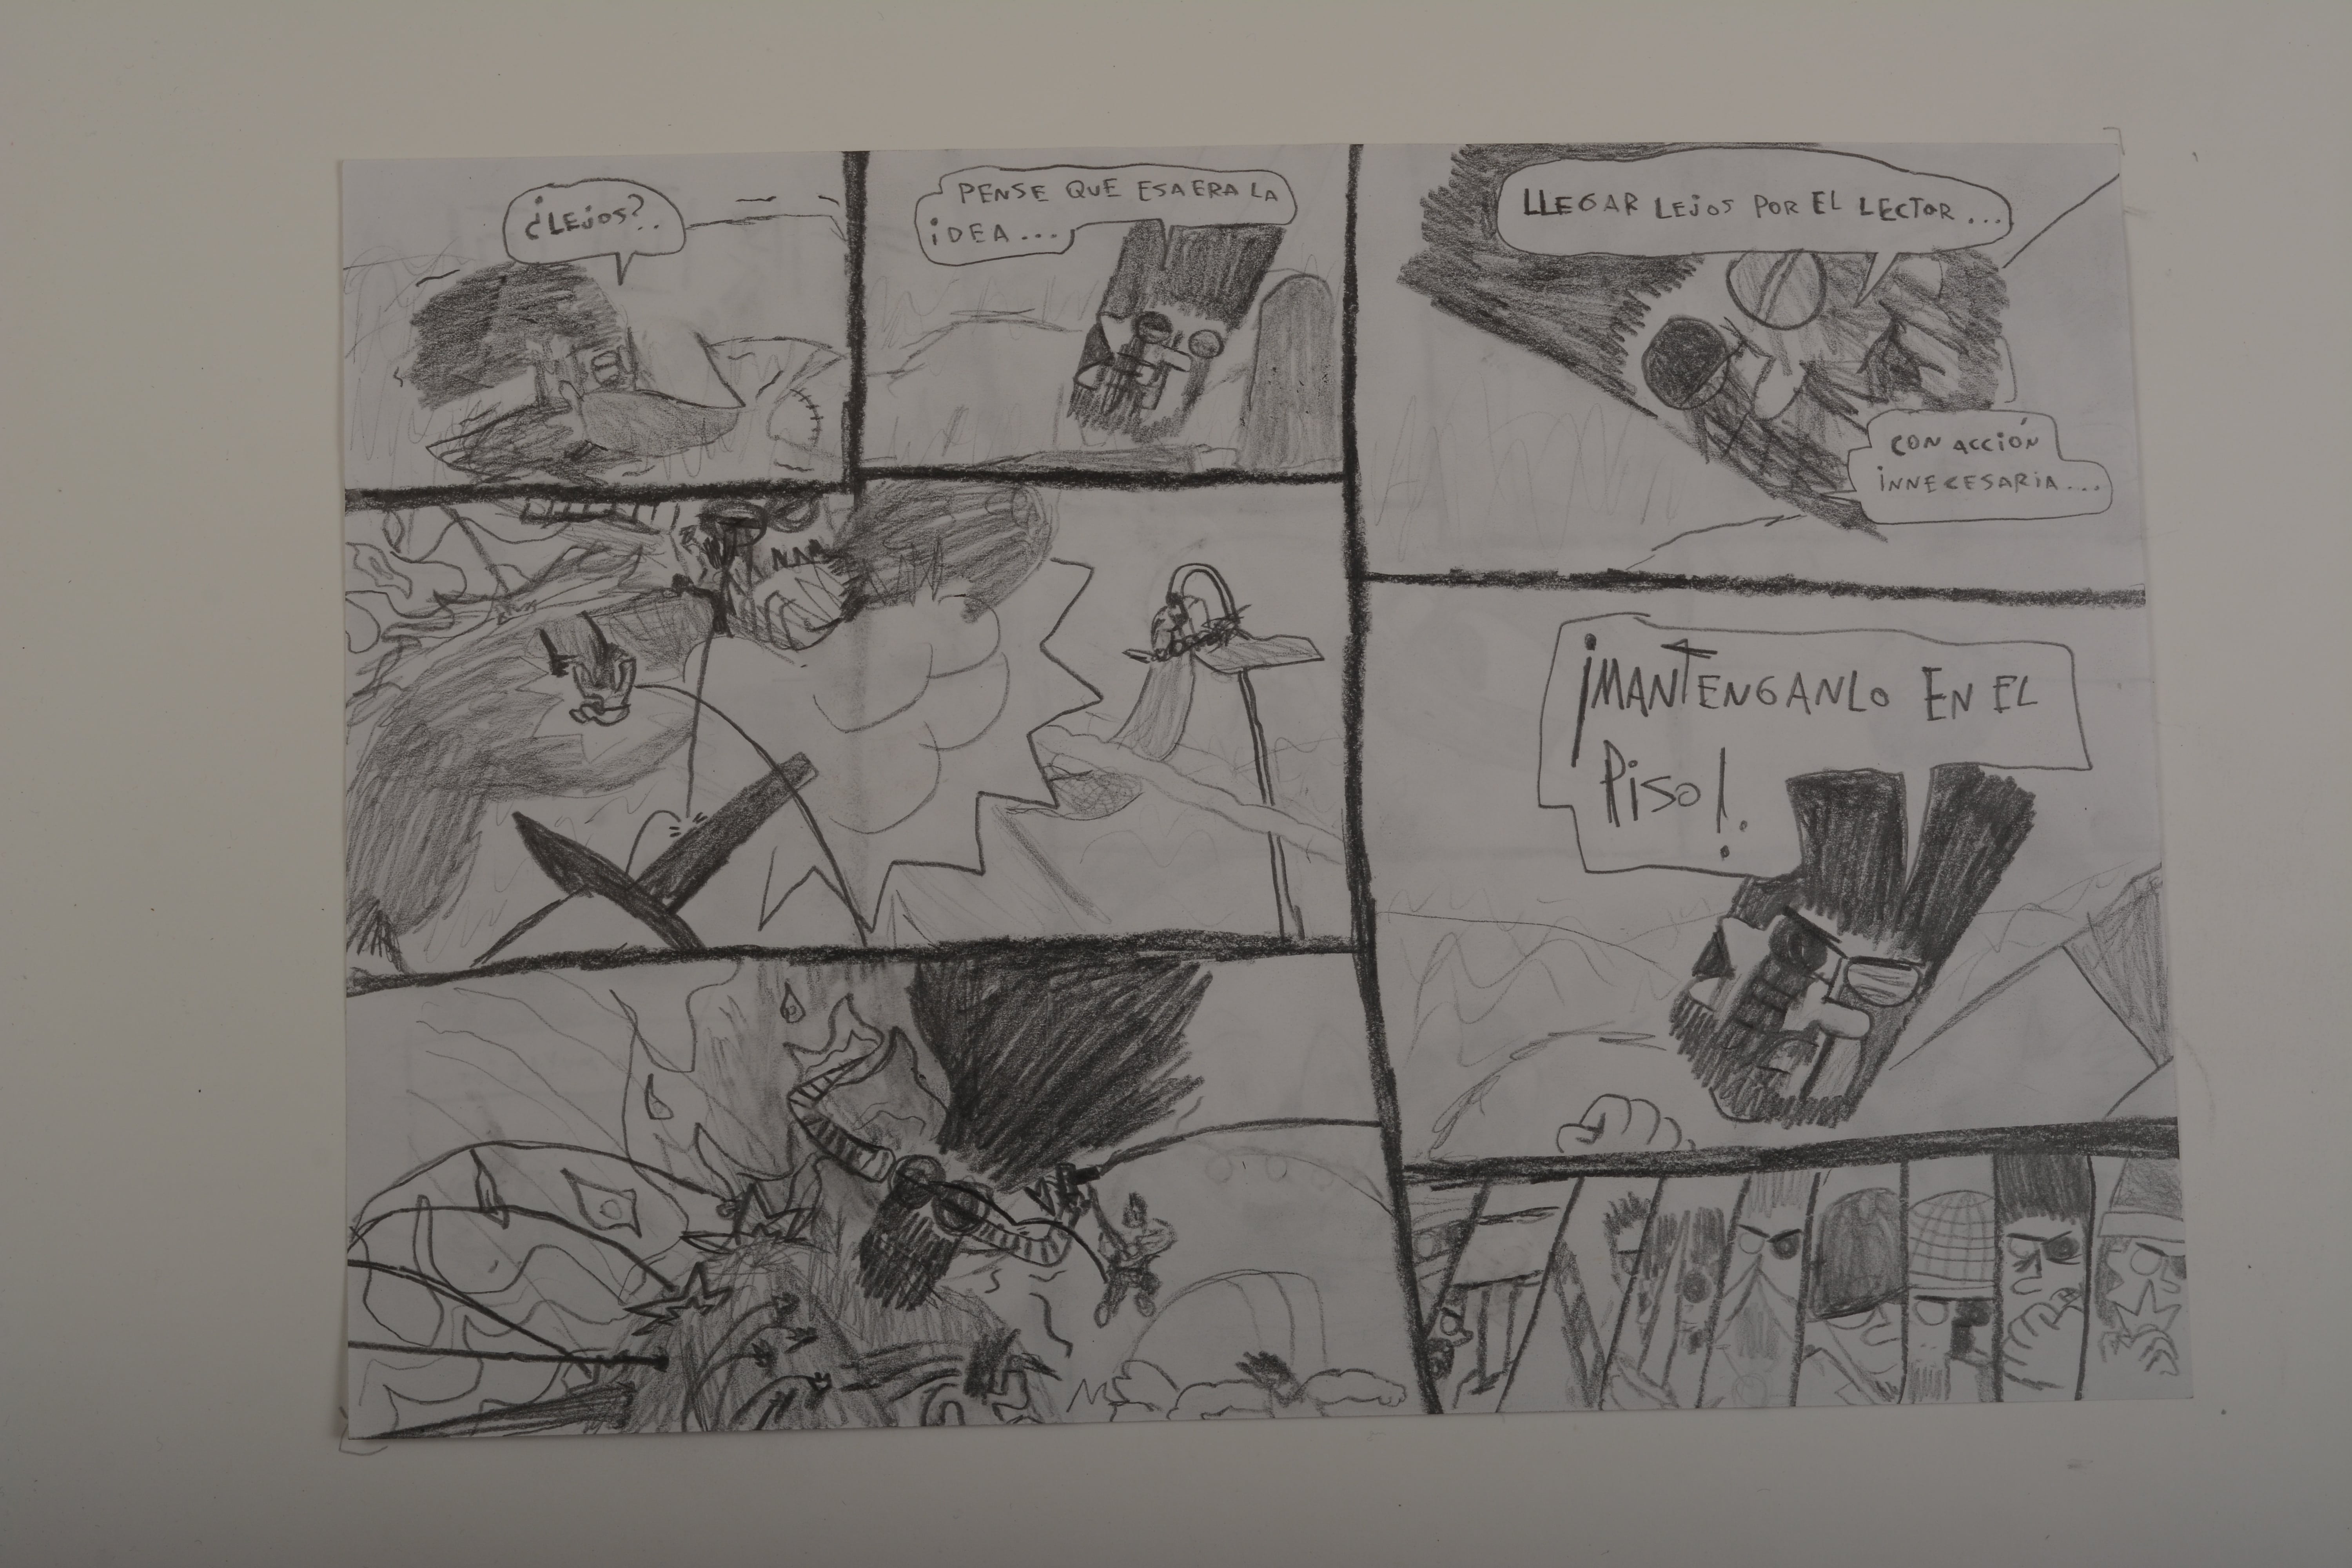 ¿LEJOS?..
PENSE QUE ESA ERA LA
IDEA...
LLEGAR LEJOS POR EL LECTOR...
CON ACCIÓN
INNECESARIA...
¡MANTENGANLO EN EL
PISO!